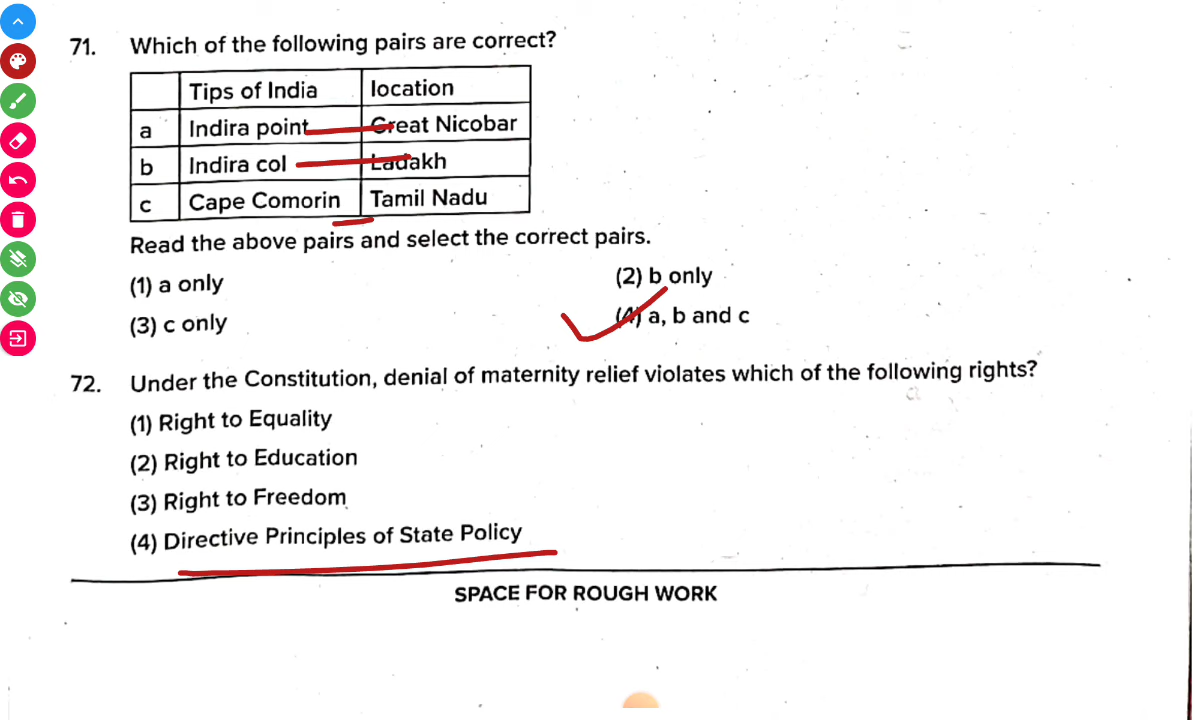 71. Which of the following pairs are correct?
Tips of India location
a Indira point Great Nicobar
b Indira col Ladakh
c Cape Comorin Tamil Nadu
Read the above pairs and select the correct pairs.
(1) a only (2) b only
(3) c only (4) a, b and c
72. Under the Constitution, denial of maternity relief violates which of the following rights?
(1) Right to Equality
(2) Right to Education
(3) Right to Freedom
(4) Directive Principles of State Policy
SPACE FOR ROUGH WORK